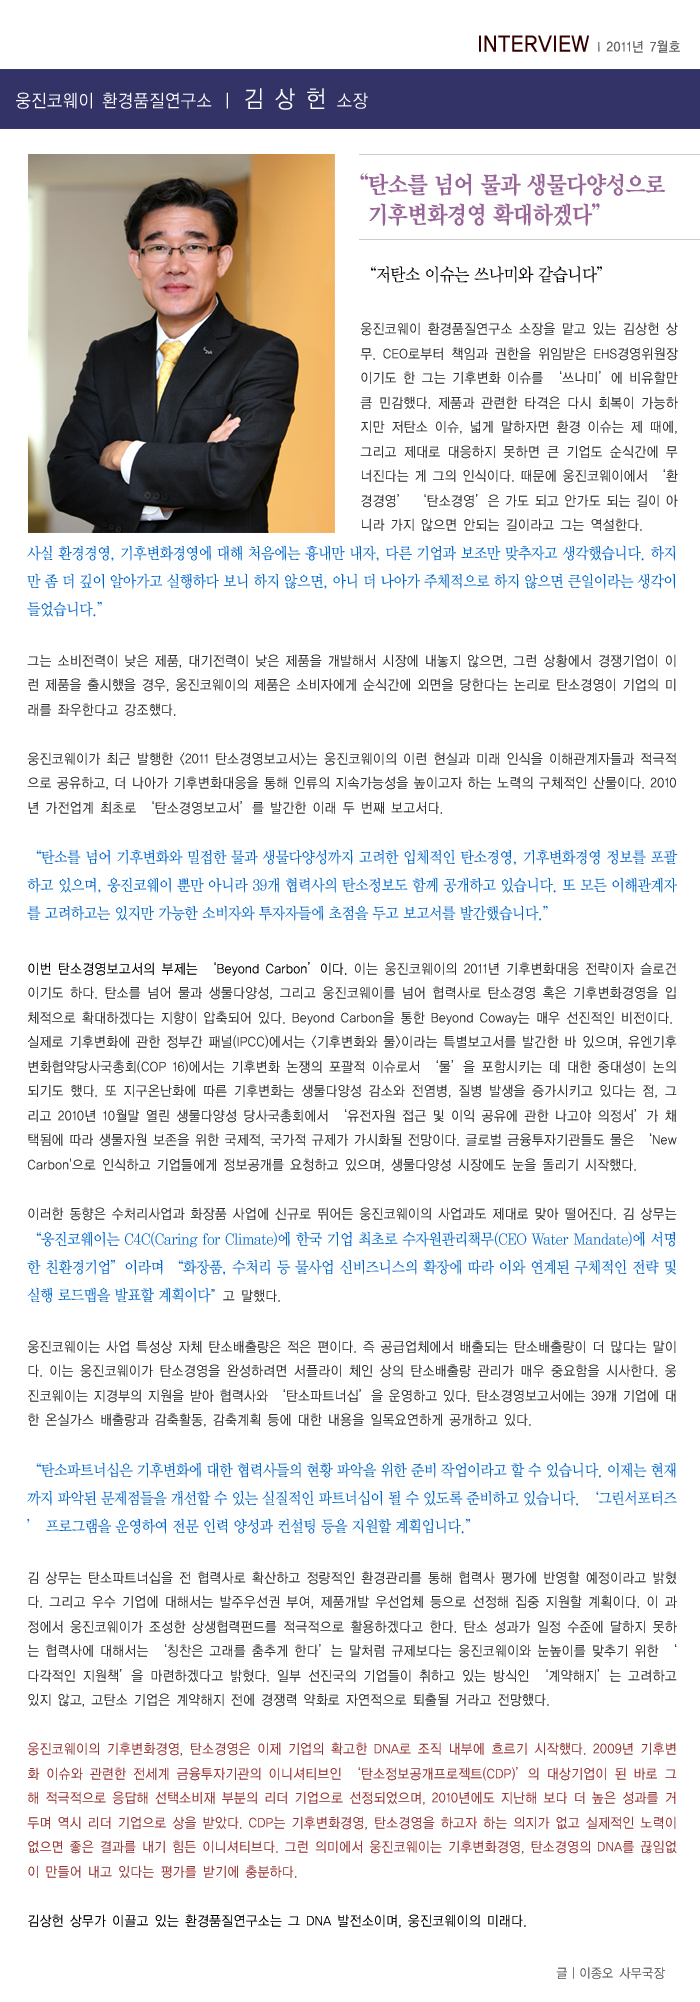 INTERVIEW | 2011년 7월호
웅진코웨이 환경품질연구소 | 김 상 헌 소장
“탄소를 넘어 물과 생물다양성으로
기후변화경영 확대하겠다”
“저탄소 이슈는 쓰나미와 같습니다”
웅진코웨이 환경품질연구소 소장을 맡고 있는 김상헌 상
무. CEO로부터 책임과 권한을 위임받은 EHS경영위원장
이기도 한 그는 기후변화 이슈를 ‘쓰나미’에 비유할만
큼 민감했다. 제품과 관련한 타격은 다시 회복이 가능하
지만 저탄소 이슈, 넓게 말하자면 환경 이슈는 제 때에,
그리고 제대로 대응하지 못하면 큰 기업도 순식간에 무
너진다는 게 그의 인식이다. 때문에 웅진코웨이에서 ‘환
경경영’ ‘탄소경영’은 가도 되고 안가도 되는 길이 아
니라 가지 않으면 안되는 길이라고 그는 역설한다.
사실 환경경영, 기후변화경영에 대해 처음에는 흉내만 내자, 다른 기업과 보조만 맞추자고 생각했습니다. 하지
만 좀 더 깊이 알아가고 실행하다 보니 하지 않으면, 아니 더 나아가 주체적으로 하지 않으면 큰일이라는 생각이
들었습니다.”
그는 소비전력이 낮은 제품, 대기전력이 낮은 제품을 개발해서 시장에 내놓지 않으면, 그런 상황에서 경쟁기업이 이
런 제품을 출시했을 경우, 웅진코웨이의 제품은 소비자에게 순식간에 외면을 당한다는 논리로 탄소경영이 기업의 미
래를 좌우한다고 강조했다.
웅진코웨이가 최근 발행한 <2011 탄소경영보고서>는 웅진코웨이의 이런 현실과 미래 인식을 이해관계자들과 적극적
으로 공유하고, 더 나아가 기후변화대응을 통해 인류의 지속가능성을 높이고자 하는 노력의 구체적인 산물이다. 2010
년 가전업계 최초로 ‘탄소경영보고서’를 발간한 이래 두 번째 보고서다.
“탄소를 넘어 기후변화와 밀접한 물과 생물다양성까지 고려한 입체적인 탄소경영, 기후변화경영 정보를 포괄
하고 있으며, 웅진코웨이 뿐만 아니라 39개 협력사의 탄소정보도 함께 공개하고 있습니다. 또 모든 이해관계자
를 고려하고는 있지만 가능한 소비자와 투자자들에 초점을 두고 보고서를 발간했습니다.”
이번 탄소경영보고서의 부제는 ‘Beyond Carbon’이다. 이는 웅진코웨이의 2011년 기후변화대응 전략이자 슬로건
이기도 하다. 탄소를 넘어 물과 생물다양성, 그리고 웅진코웨이를 넘어 협력사로 탄소경영 혹은 기후변화경영을 입
체적으로 확대하겠다는 지향이 압축되어 있다. Beyond Carbon을 통한 Beyond Coway는 매우 선진적인 비전이다.
실제로 기후변화에 관한 정부간 패널(IPCC)에서는 <기후변화와 물>이라는 특별보고서를 발간한 바 있으며, 유엔기후
변화협약당사국총회(COP 16)에서는 기후변화 논쟁의 포괄적 이슈로서 ‘물’을 포함시키는 데 대한 중대성이 논의
되기도 했다. 또 지구온난화에 따른 기후변화는 생물다양성 감소와 전염병, 질병 발생을 증가시키고 있다는 점, 그
리고 2010년 10월말 열린 생물다양성 당사국총회에서 ‘유전자원 접근 및 이익 공유에 관한 나고야 의정서’가 채
택됨에 따라 생물자원 보존을 위한 국제적, 국가적 규제가 가시화될 전망이다. 글로벌 금융투자기관들도 물은 ‘New
Carbon'으로 인식하고 기업들에게 정보공개를 요청하고 있으며, 생물다양성 시장에도 눈을 돌리기 시작했다.
이러한 동향은 수처리사업과 화장품 사업에 신규로 뛰어든 웅진코웨이의 사업과도 제대로 맞아 떨어진다. 김 상무는
“웅진코웨이는 C4C(Caring for Climate)에 한국 기업 최초로 수자원관리책무(CEO Water Mandate)에 서명
한 친환경기업” 이라며 “화장품, 수처리 등 물사업 신비즈니스의 확장에 따라 이와 연계된 구체적인 전략 및
실행 로드맵을 발표할 계획이다" 고 말했다.
웅진코웨이는 사업 특성상 자체 탄소배출량은 적은 편이다. 즉 공급업체에서 배출되는 탄소배출량이 더 많다는 말이
다. 이는 웅진코웨이가 탄소경영을 완성하려면 서플라이 체인 상의 탄소배출량 관리가 매우 중요함을 시사한다. 웅
진코웨이는 지경부의 지원을 받아 협력사와 ‘탄소파트너십’을 운영하고 있다. 탄소경영보고서에는 39개 기업에 대
한 온실가스 배출량과 감축활동, 감축계획 등에 대한 내용을 일목요연하게 공개하고 있다.
“탄소파트너십은 기후변화에 대한 협력사들의 현황 파악을 위한 준비 작업이라고 할 수 있습니다. 이제는 현재
까지 파악된 문제점들을 개선할 수 있는 실질적인 파트너십이 될 수 있도록 준비하고 있습니다. ‘그린서포터즈
’ 프로그램을 운영하여 전문 인력 양성과 컨설팅 등을 지원할 계획입니다.”
김 상무는 탄소파트너십을 전 협력사로 확산하고 정량적인 환경관리를 통해 협력사 평가에 반영할 예정이라고 밝혔
다. 그리고 우수 기업에 대해서는 발주우선권 부여, 제품개발 우선업체 등으로 선정해 집중 지원할 계획이다. 이 과
정에서 웅진코웨이가 조성한 상생협력펀드를 적극적으로 활용하겠다고 한다. 탄소 성과가 일정 수준에 달하지 못하
는 협력사에 대해서는 ‘칭찬은 고래를 춤추게 한다’는 말처럼 규제보다는 웅진코웨이와 눈높이를 맞추기 위한 ‘
다각적인 지원책’을 마련하겠다고 밝혔다. 일부 선진국의 기업들이 취하고 있는 방식인 ‘계약해지’는 고려하고
있지 않고, 고탄소 기업은 계약해지 전에 경쟁력 약화로 자연적으로 퇴출될 거라고 전망했다.
웅진코웨이의 기후변화경영, 탄소경영은 이제 기업의 확고한 DNA로 조직 내부에 흐르기 시작했다. 2009년 기후변
화 이슈와 관련한 전세계 금융투자기관의 이니셔티브인 ‘탄소정보공개프로젝트(CDP)’의 대상기업이 된 바로 그
해 적극적으로 응답해 선택소비재 부분의 리더 기업으로 선정되었으며, 2010년에도 지난해 보다 더 높은 성과를 거
두며 역시 리더 기업으로 상을 받았다. CDP는 기후변화경영, 탄소경영을 하고자 하는 의지가 없고 실제적인 노력이
없으면 좋은 결과를 내기 힘든 이니셔티브다. 그런 의미에서 웅진코웨이는 기후변화경영, 탄소경영의 DNA를 끊임없
이 만들어 내고 있다는 평가를 받기에 충분하다.
김상헌 상무가 이끌고 있는 환경품질연구소는 그 DNA 발전소이며, 웅진코웨이의 미래다.
글 | 이종오 사무국장